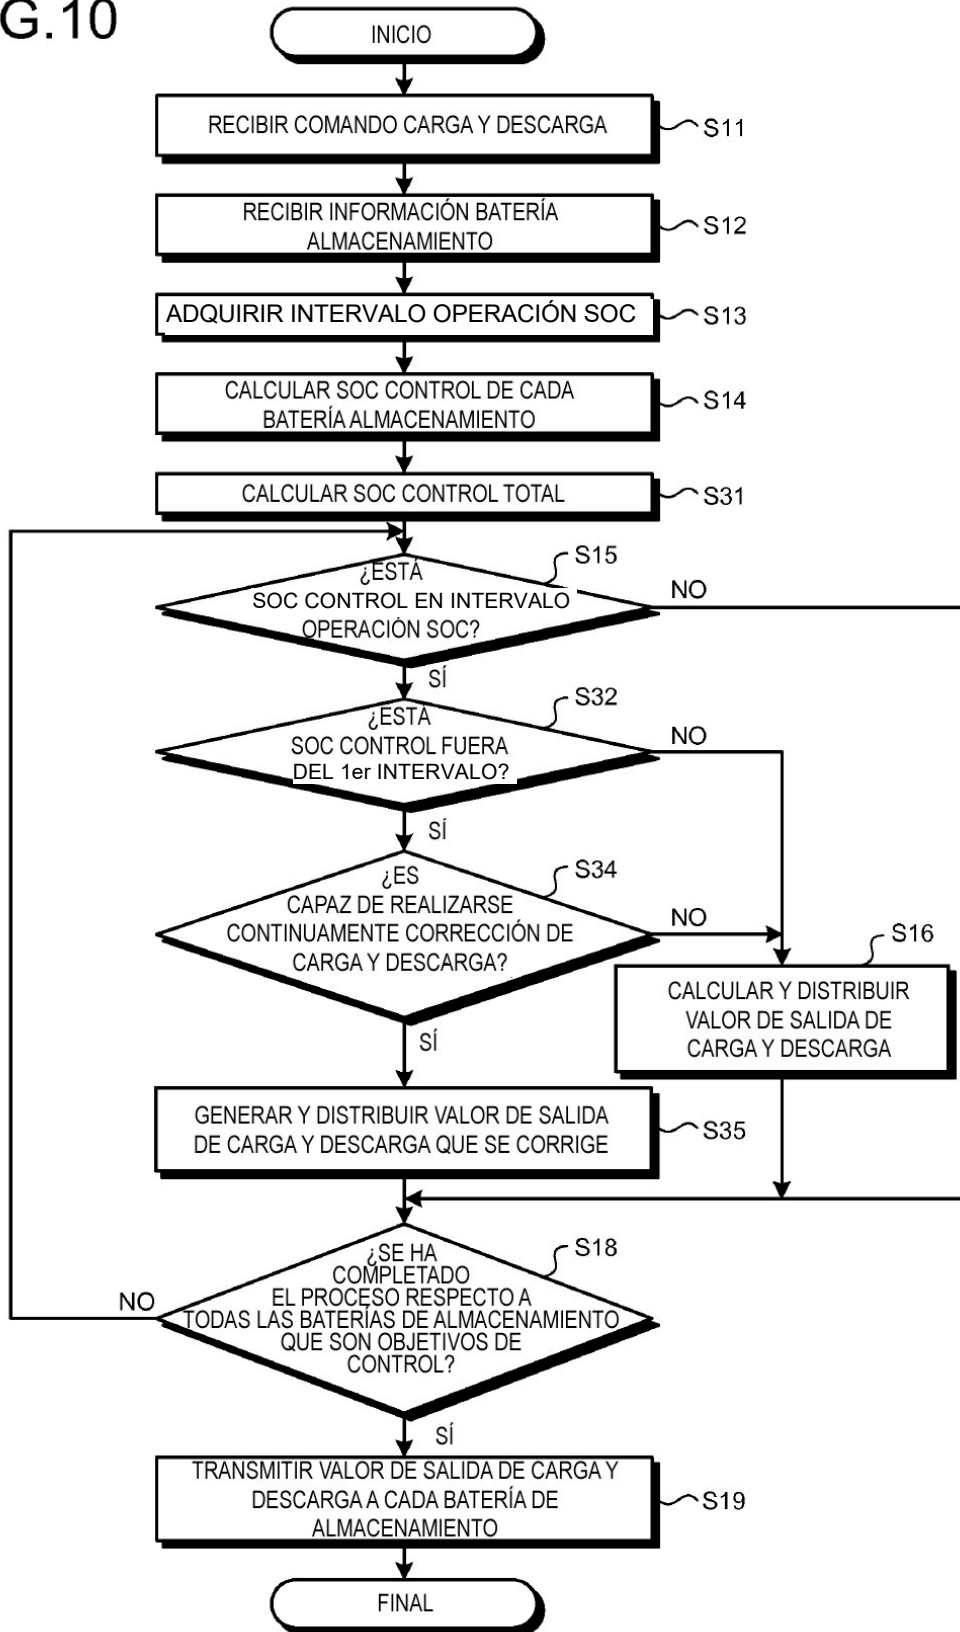 G.10
INICIO
RECIBIR COMANDO CARGA Y DESCARGA
S11
RECIBIR INFORMACIÓN BATERÍA
ALMACENAMIENTO
S12
ADQUIRIR INTERVALO OPERACIÓN SOC
S13
CALCULAR SOC CONTROL DE CADA
BATERÍA ALMACENAMIENTO
S14
CALCULAR SOC CONTROL TOTAL
S31
¿ESTÁ
SOC CONTROL EN INTERVALO
OPERACIÓN SOC?
S15
NO
SÍ
¿ESTÁ
SOC CONTROL FUERA
DEL 1er INTERVALO?
S32
NO
SÍ
¿ES
CAPAZ DE REALIZARSE
CONTINUAMENTE CORRECCIÓN DE
CARGA Y DESCARGA?
S34
NO
SÍ
S16
CALCULAR Y DISTRIBUIR
VALOR DE SALIDA DE
CARGA Y DESCARGA
GENERAR Y DISTRIBUIR VALOR DE SALIDA
DE CARGA Y DESCARGA QUE SE CORRIGE
S35
¿SE HA
COMPLETADO
EL PROCESO RESPECTO A
TODAS LAS BATERÍAS DE ALMACENAMIENTO
QUE SON OBJETIVOS DE
CONTROL?
S18
NO
SÍ
TRANSMITIR VALOR DE SALIDA DE CARGA Y
DESCARGA A CADA BATERÍA DE
ALMACENAMIENTO
S19
FINAL